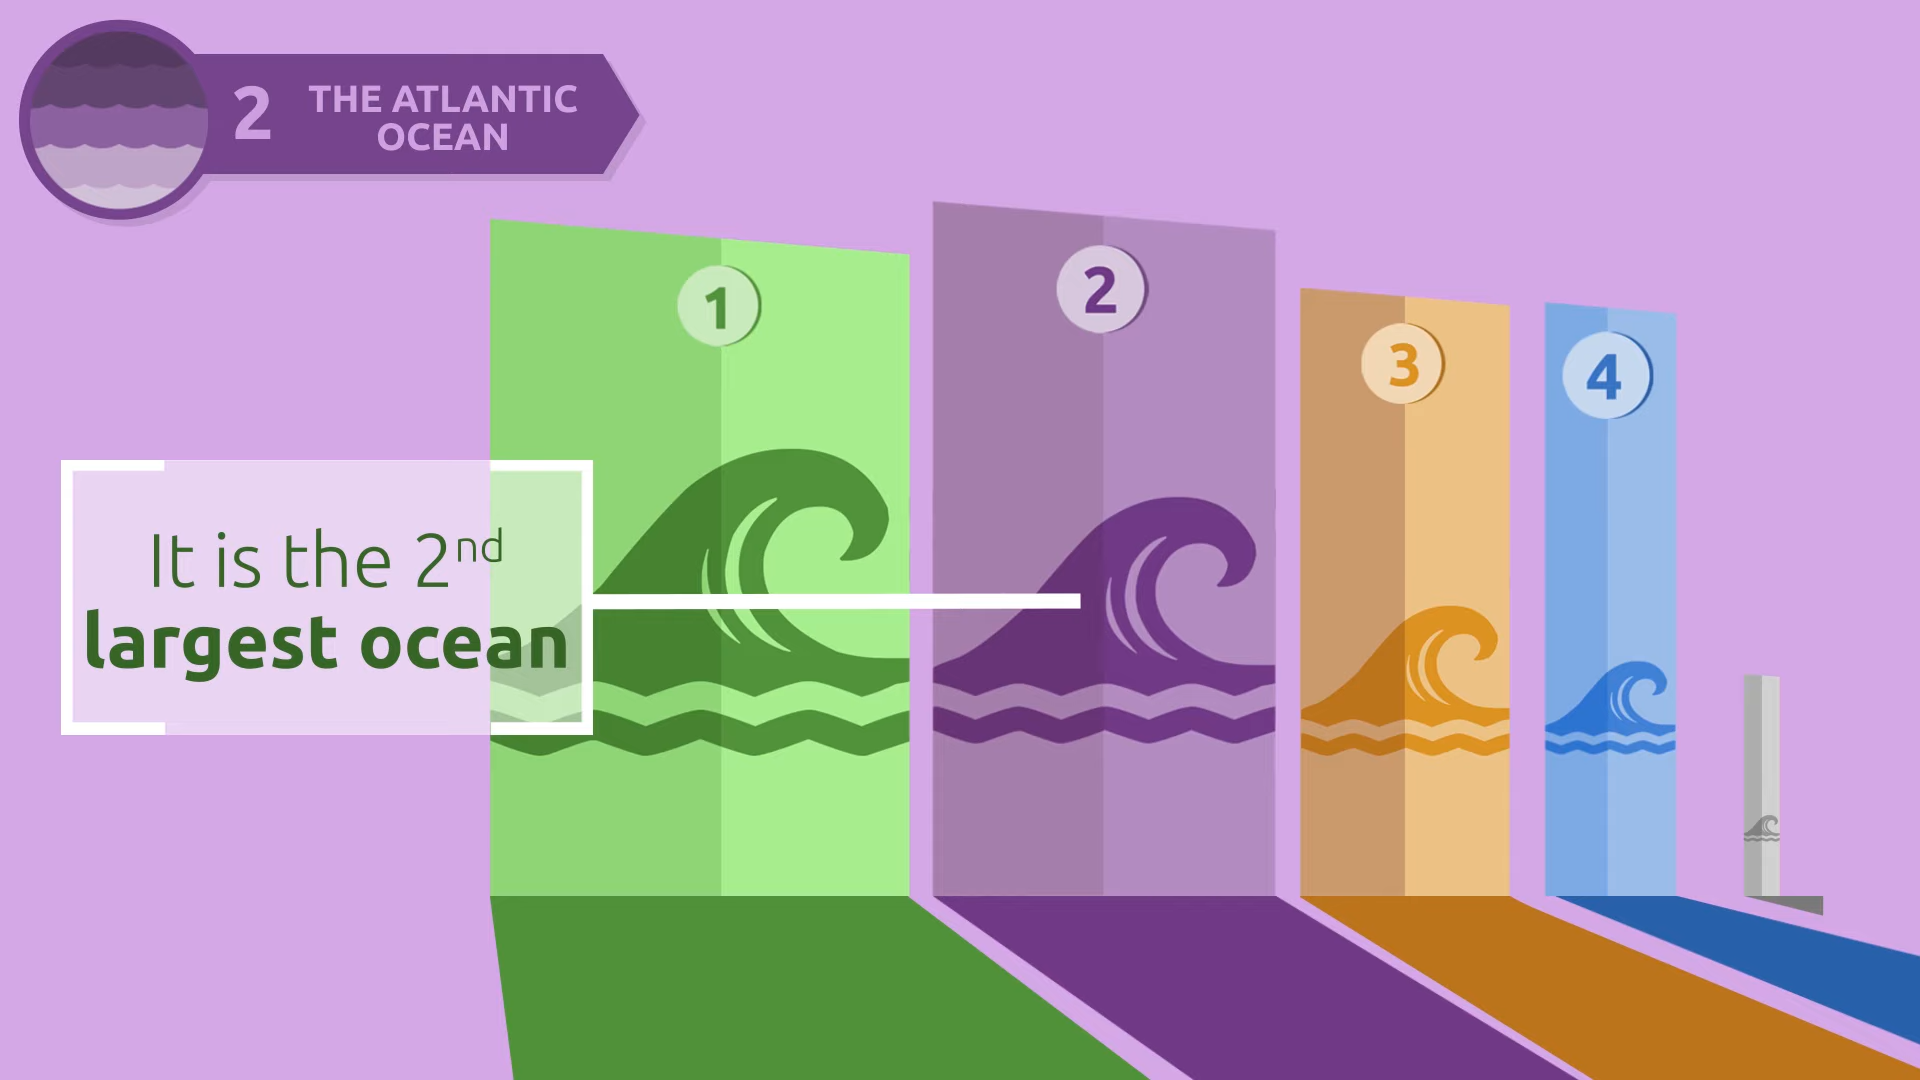 2
THE ATLANTIC
OCEAN
1
2
3
4
It is the 2nd
largest ocean